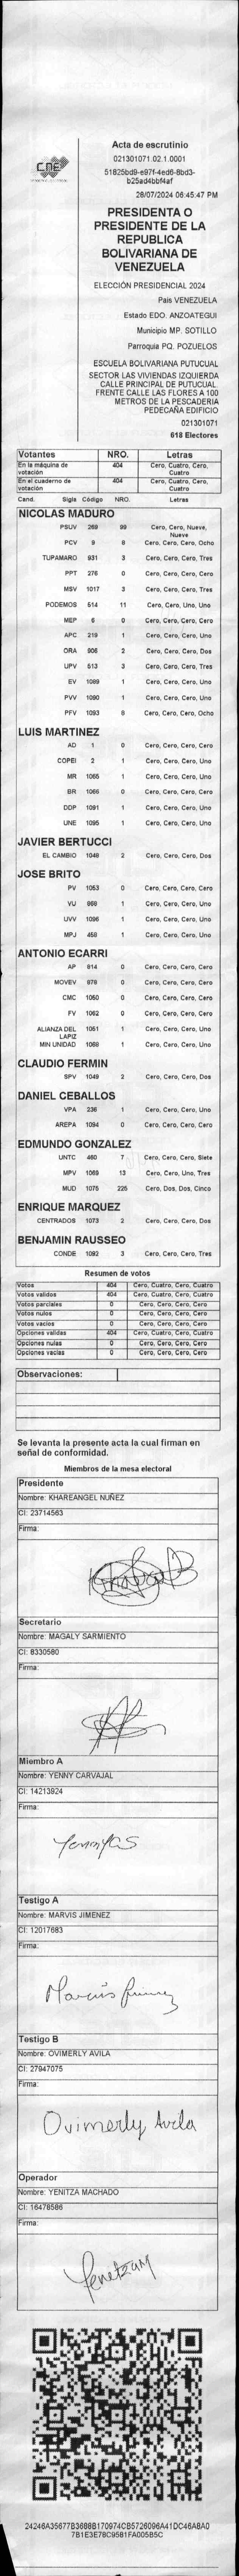 Acta de escrutinio
021301071.02.1.0001
51825bd9-e97f-4ed6-8bd3-
b25ad4bbf4af
28/07/2024 06:45:47 PM
PRESIDENTA O
PRESIDENTE DE LA
REPUBLICA
BOLIVARIANA DE
VENEZUELA
ELECCIÓN PRESIDENCIAL 2024
País VENEZUELA
Estado EDO. ANZOATEGUI
Municipio MP. SOTILLO
Parroquia PQ. POZUELOS
ESCUELA BOLIVARIANA PUTUCUAL
SECTOR LAS VIVIENDAS IZQUIERDA
CALLE PRINCIPAL DE PUTUCUAL.
FRENTE CALLE LAS FLORES A 100
METROS DE LA PESCADERIA
PEDECAÑA EDIFICIO
021301071
618 Electores
CNE
Votantes NRO. Letras
En la máquina de votación 404 Cero, Cuatro, Cero, Cuatro
En el cuaderno de votación 404 Cero, Cuatro, Cero, Cuatro
Cand. Sigla Código NRO. Letras
NICOLAS MADURO
PSUV 269 99 Cero, Cero, Nueve, Nueve
PCV 9 8 Cero, Cero, Cero, Ocho
TUPAMARO 931 3 Cero, Cero, Cero, Tres
PPT 276 0 Cero, Cero, Cero, Cero
MSV 1017 3 Cero, Cero, Cero, Tres
PODEMOS 514 11 Cero, Cero, Uno, Uno
MEP 6 0 Cero, Cero, Cero, Cero
APC 219 1 Cero, Cero, Cero, Uno
ORA 906 2 Cero, Cero, Cero, Dos
UPV 513 3 Cero, Cero, Cero, Tres
EV 1089 1 Cero, Cero, Cero, Uno
PVV 1090 1 Cero, Cero, Cero, Uno
PFV 1093 8 Cero, Cero, Cero, Ocho
LUIS MARTINEZ
AD 1 0 Cero, Cero, Cero, Cero
COPEI 2 1 Cero, Cero, Cero, Uno
MR 1065 1 Cero, Cero, Cero, Uno
BR 1066 0 Cero, Cero, Cero, Cero
DDP 1091 1 Cero, Cero, Cero, Uno
UNE 1095 1 Cero, Cero, Cero, Uno
JAVIER BERTUCCI
EL CAMBIO 1048 2 Cero, Cero, Cero, Dos
JOSE BRITO
PV 1053 0 Cero, Cero, Cero, Cero
VU 968 1 Cero, Cero, Cero, Uno
UVV 1096 1 Cero, Cero, Cero, Uno
MPJ 458 1 Cero, Cero, Cero, Uno
ANTONIO ECARRI
AP 814 0 Cero, Cero, Cero, Cero
MOVEV 978 0 Cero, Cero, Cero, Cero
CMC 1050 0 Cero, Cero, Cero, Cero
FV 1062 0 Cero, Cero, Cero, Cero
ALIANZA DEL LAPIZ 1051 1 Cero, Cero, Cero, Uno
MIN UNIDAD 1088 1 Cero, Cero, Cero, Uno
CLAUDIO FERMIN
SPV 1049 2 Cero, Cero, Cero, Dos
DANIEL CEBALLOS
VPA 236 1 Cero, Cero, Cero, Uno
AREPA 1094 0 Cero, Cero, Cero, Cero
EDMUNDO GONZALEZ
UNTC 460 7 Cero, Cero, Cero, Siete
MPV 1069 13 Cero, Cero, Uno, Tres
MUD 1075 225 Cero, Dos, Dos, Cinco
ENRIQUE MARQUEZ
CENTRADOS 1073 2 Cero, Cero, Cero, Dos
BENJAMIN RAUSSEO
CONDE 1092 3 Cero, Cero, Cero, Tres
Resumen de votos
Votos 404 Cero, Cuatro, Cero, Cuatro
Votos validos 404 Cero, Cuatro, Cero, Cuatro
Votos parciales 0 Cero, Cero, Cero, Cero
Votos nulos 0 Cero, Cero, Cero, Cero
Votos vacios 0 Cero, Cero, Cero, Cero
Opciones validas 404 Cero, Cuatro, Cero, Cuatro
Opciones nulas 0 Cero, Cero, Cero, Cero
Opciones vacias 0 Cero, Cero, Cero, Cero
Observaciones:
Se levanta la presente acta la cual firman en
señal de conformidad.
Miembros de la mesa electoral
Presidente
Nombre: KHAREANGEL NUÑEZ
CI: 23714563
Firma:
Secretario
Nombre: MAGALY SARMIENTO
CI: 8330580
Firma:
Miembro A
Nombre: YENNY CARVAJAL
CI: 14213924
Firma:
Testigo A
Nombre: MARVIS JIMENEZ
CI: 12017683
Firma:
Testigo B
Nombre: OVIMERLY AVILA
CI: 27947075
Firma:
Ovimerly Avila
Operador
Nombre: YENITZA MACHADO
CI: 16478586
Firma:
24246A35677B3688B170974CB5726096A41DC46A8A0
7B1E3E78C9581FA005B5C